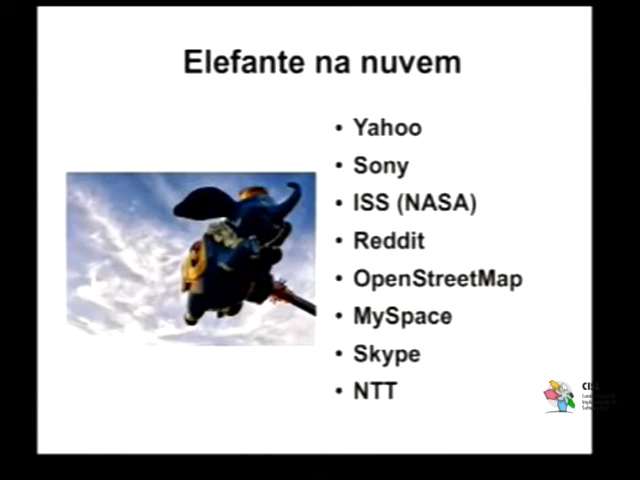 Elefante na nuvem
• Yahoo
• Sony
• ISS (NASA)
• Reddit
• OpenStreetMap
• MySpace
• Skype
• NTT